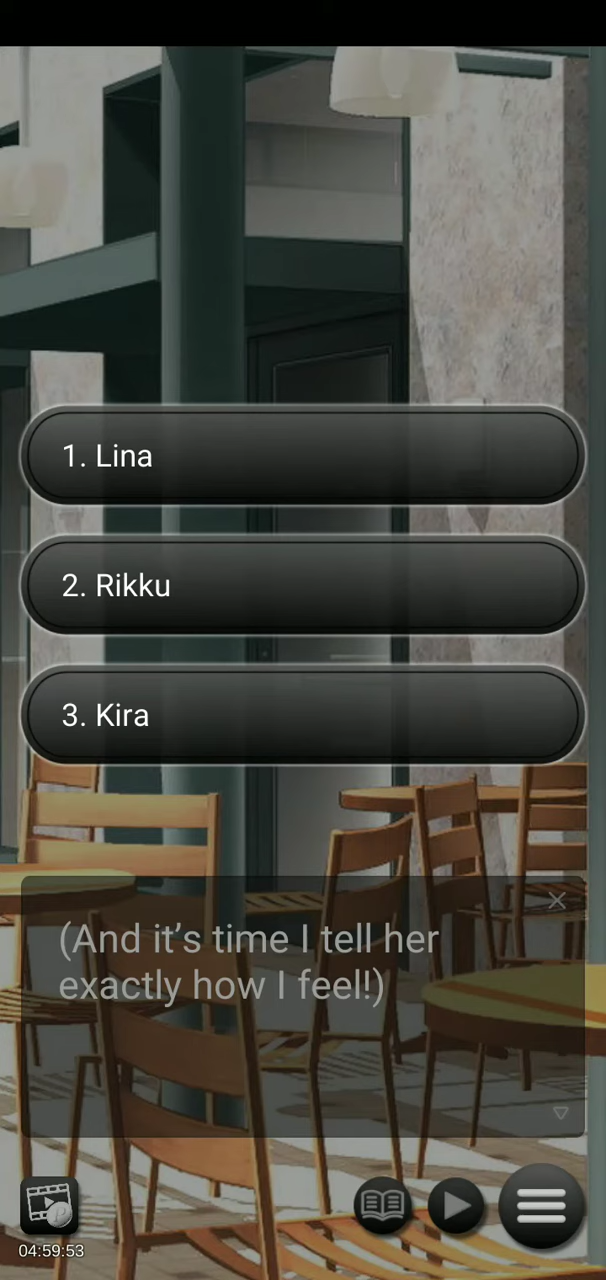 1. Lina
2. Rikku
3. Kira
(And it’s time I tell her
exactly how I feel!)
04:59:53